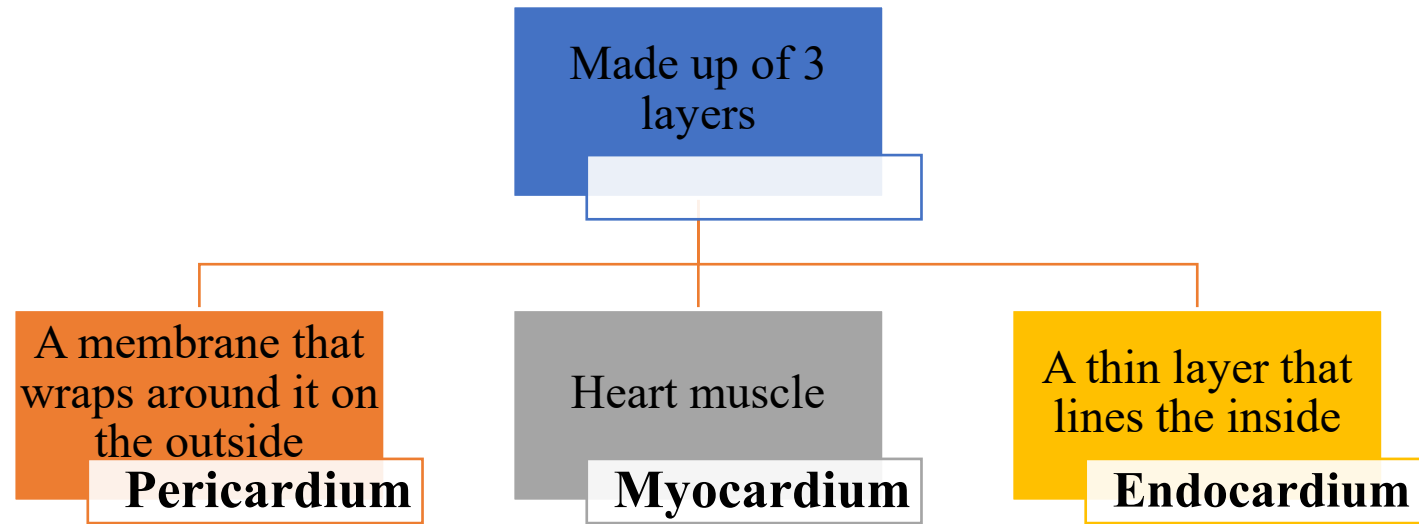 Made up of 3
layers
A membrane that
wraps around it on
the outside
Pericardium
Heart muscle
Myocardium
A thin layer that
lines the inside
Endocardium